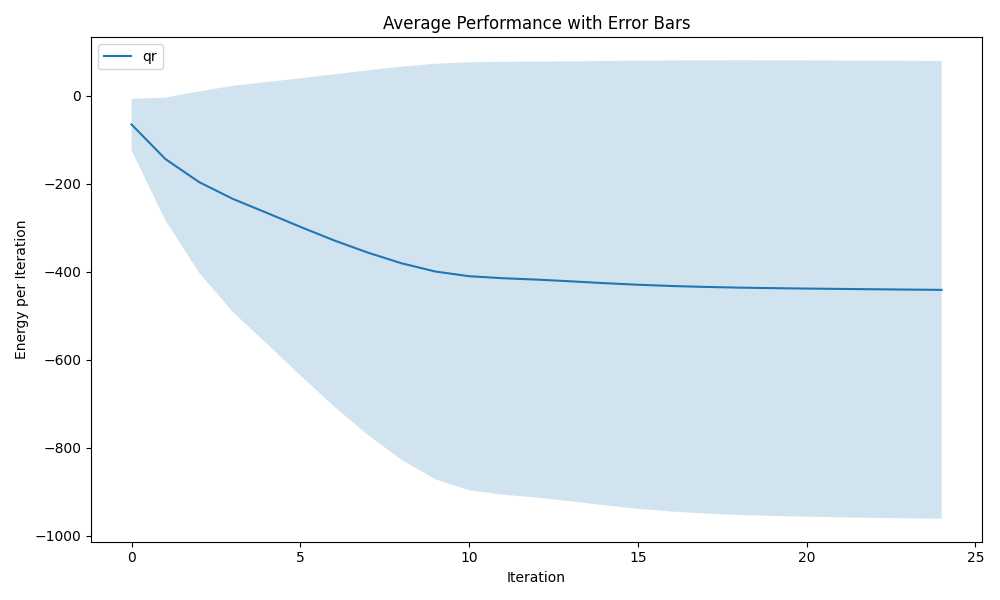 Average Performance with Error Bars
qr
Energy per Iteration
0
−200
−400
−600
−800
−1000
0 5 10 15 20 25
Iteration